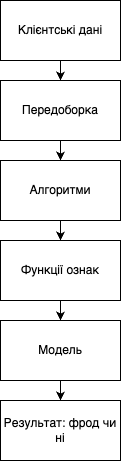 Клієнтські дані
Передоборка
Алгоритми
Функції ознак
Модель
Результат: фрод чи
ні